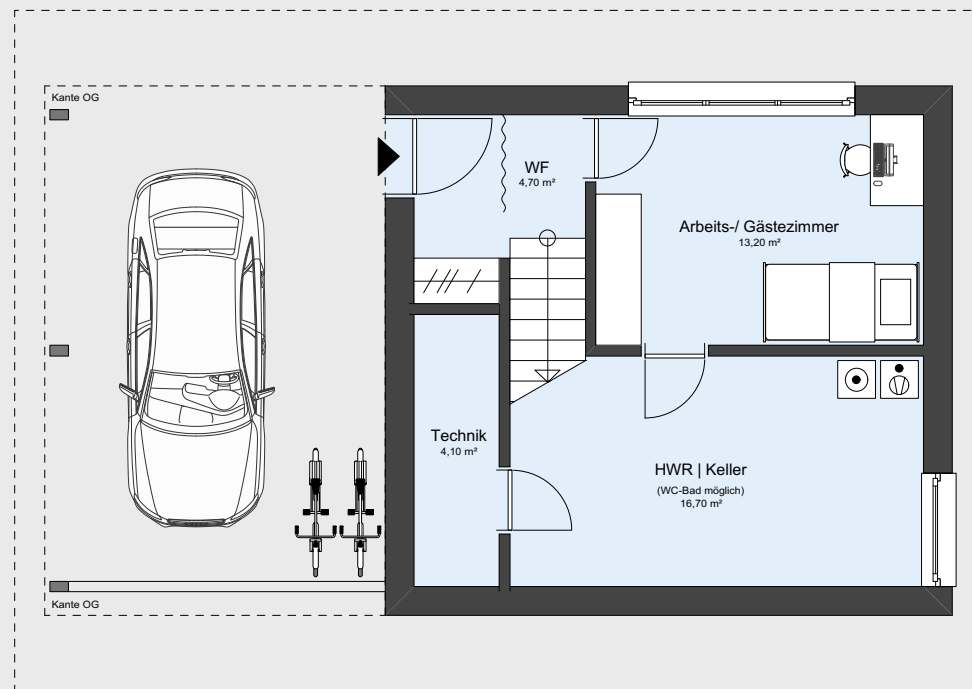 Kante OG
WF
4,70 m²
Arbeits-/ Gästezimmer
13,20 m²
Technik
4,10 m²
HWR | Keller
(WC-Bad möglich)
16,70 m²
Kante OG